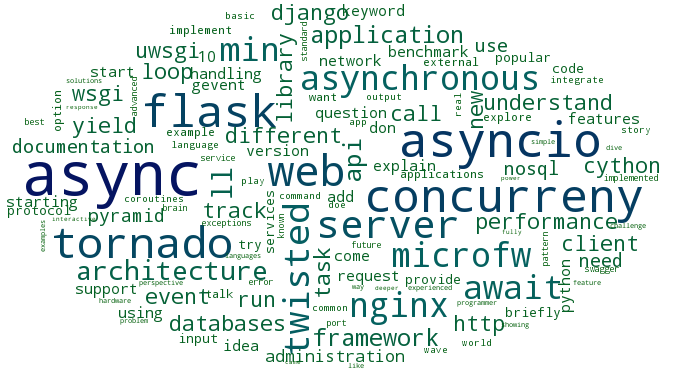 basic
django
keyword
implement
standard
application
uwsgi
10
min
library
benchmark
use
network
external
popular
start
loop
handling
asynchronous
code
integrate
solutions
wsgi
gevent
advanced
want
output
new
understand
response
option
flask
question
call
real
explore
features
best
yield
example
different
app
don
simple
story
documentation
language
version
api
explain
asyncio
dive
async
service
web
applications
nosql
cython
power
implemented
starting
coroutines
ll
play
command
add
concurreny
protocol
brain
track
services
doe
pyramid
exceptions
known
server
performance
fully
challenge
interactive
examples
tornado
languages
try
twisted
task
future
come
microfw
pattern
client
need
architecture
perspective
error
request
way
deeper
provide
experienced
await
python
swagger
feature
support
hardware
event
talk
run
common
nginx
programmer
briefly
using
problem
databases
port
http
howing
input
idea
framework
wave
world
administration
case
like